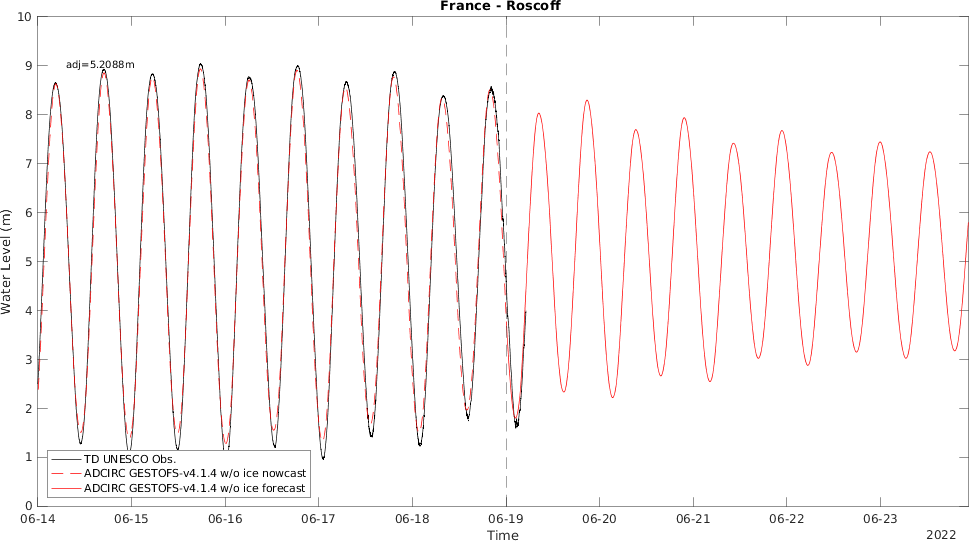 France - Roscoff
10
9
8
7
6
5
4
3
2
1
0
Water Level (m)
adj=5.2088m
TD UNESCO Obs.
ADCIRC GESTOFS-v4.1.4 w/o ice nowcast
ADCIRC GESTOFS-v4.1.4 w/o ice forecast
06-14 06-15 06-16 06-17 06-18 06-19 06-20 06-21 06-22 06-23
Time
2022